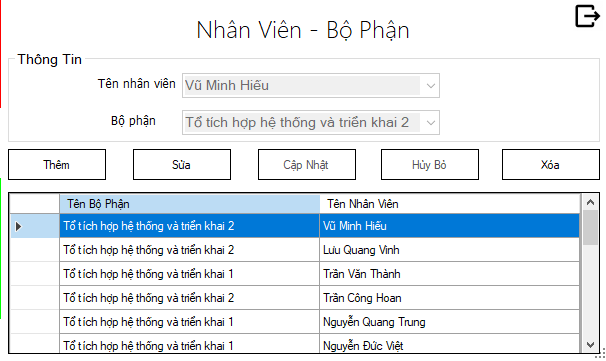 Nhân Viên - Bộ Phận
Thông Tin
Tên nhân viên Vũ Minh Hiếu
Bộ phận Tổ tích hợp hệ thống và triển khai 2
Thêm Sửa Cập Nhật Hủy Bỏ Xóa
Tên Bộ Phận Tên Nhân Viên
Tổ tích hợp hệ thống và triển khai 2 Vũ Minh Hiếu
Tổ tích hợp hệ thống và triển khai 2 Lưu Quang Vinh
Tổ tích hợp hệ thống và triển khai 1 Trần Văn Thành
Tổ tích hợp hệ thống và triển khai 2 Trần Công Hoan
Tổ tích hợp hệ thống và triển khai 1 Nguyễn Quang Trung
Tổ tích hợp hệ thống và triển khai 1 Nguyễn Đức Việt